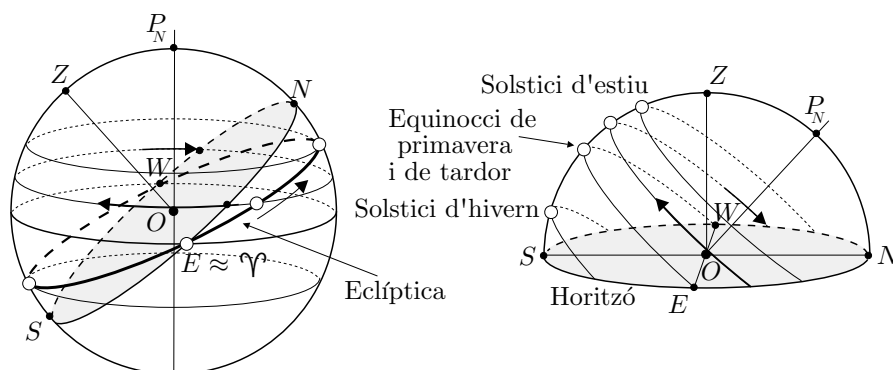 P_N
Z
N
W
O
E ≈ ♈
S
Eclíptica
Solstici d'estiu
Z
P_N
Equinocci de
primavera
i de tardor
Solstici d'hivern
W
S
O
N
Horitzó
E